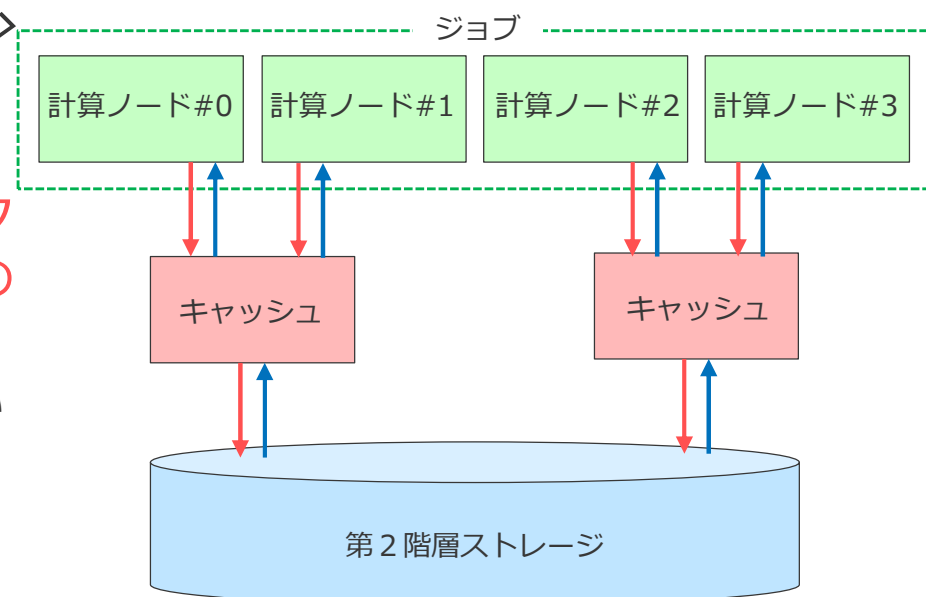 ジョブ
計算ノード#0
計算ノード#1
計算ノード#2
計算ノード#3
の
キャッシュ
キャッシュ
第２階層ストレージ